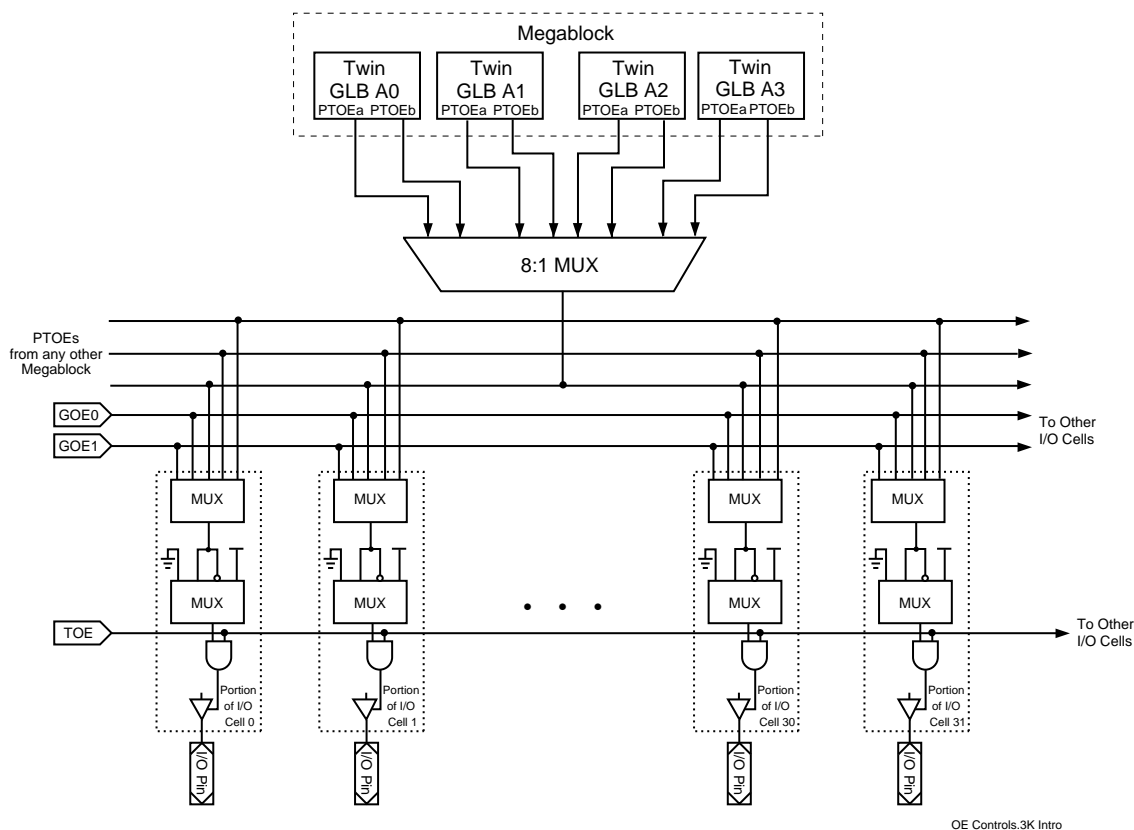 Megablock
Twin
GLB A0
PTOEa PTOEb
Twin
GLB A1
PTOEa PTOEb
Twin
GLB A2
PTOEa PTOEb
Twin
GLB A3
PTOEa PTOEb
8:1 MUX
PTOEs
from any other
Megablock
GOE0
GOE1
To Other
I/O Cells
MUX
MUX
MUX
MUX
MUX
MUX
MUX
MUX
. . .
TOE
To Other
I/O Cells
Portion
of I/O
Cell 0
Portion
of I/O
Cell 1
Portion
of I/O
Cell 30
Portion
of I/O
Cell 31
I/O Pin
I/O Pin
I/O Pin
I/O Pin
OE Controls.3K Intro